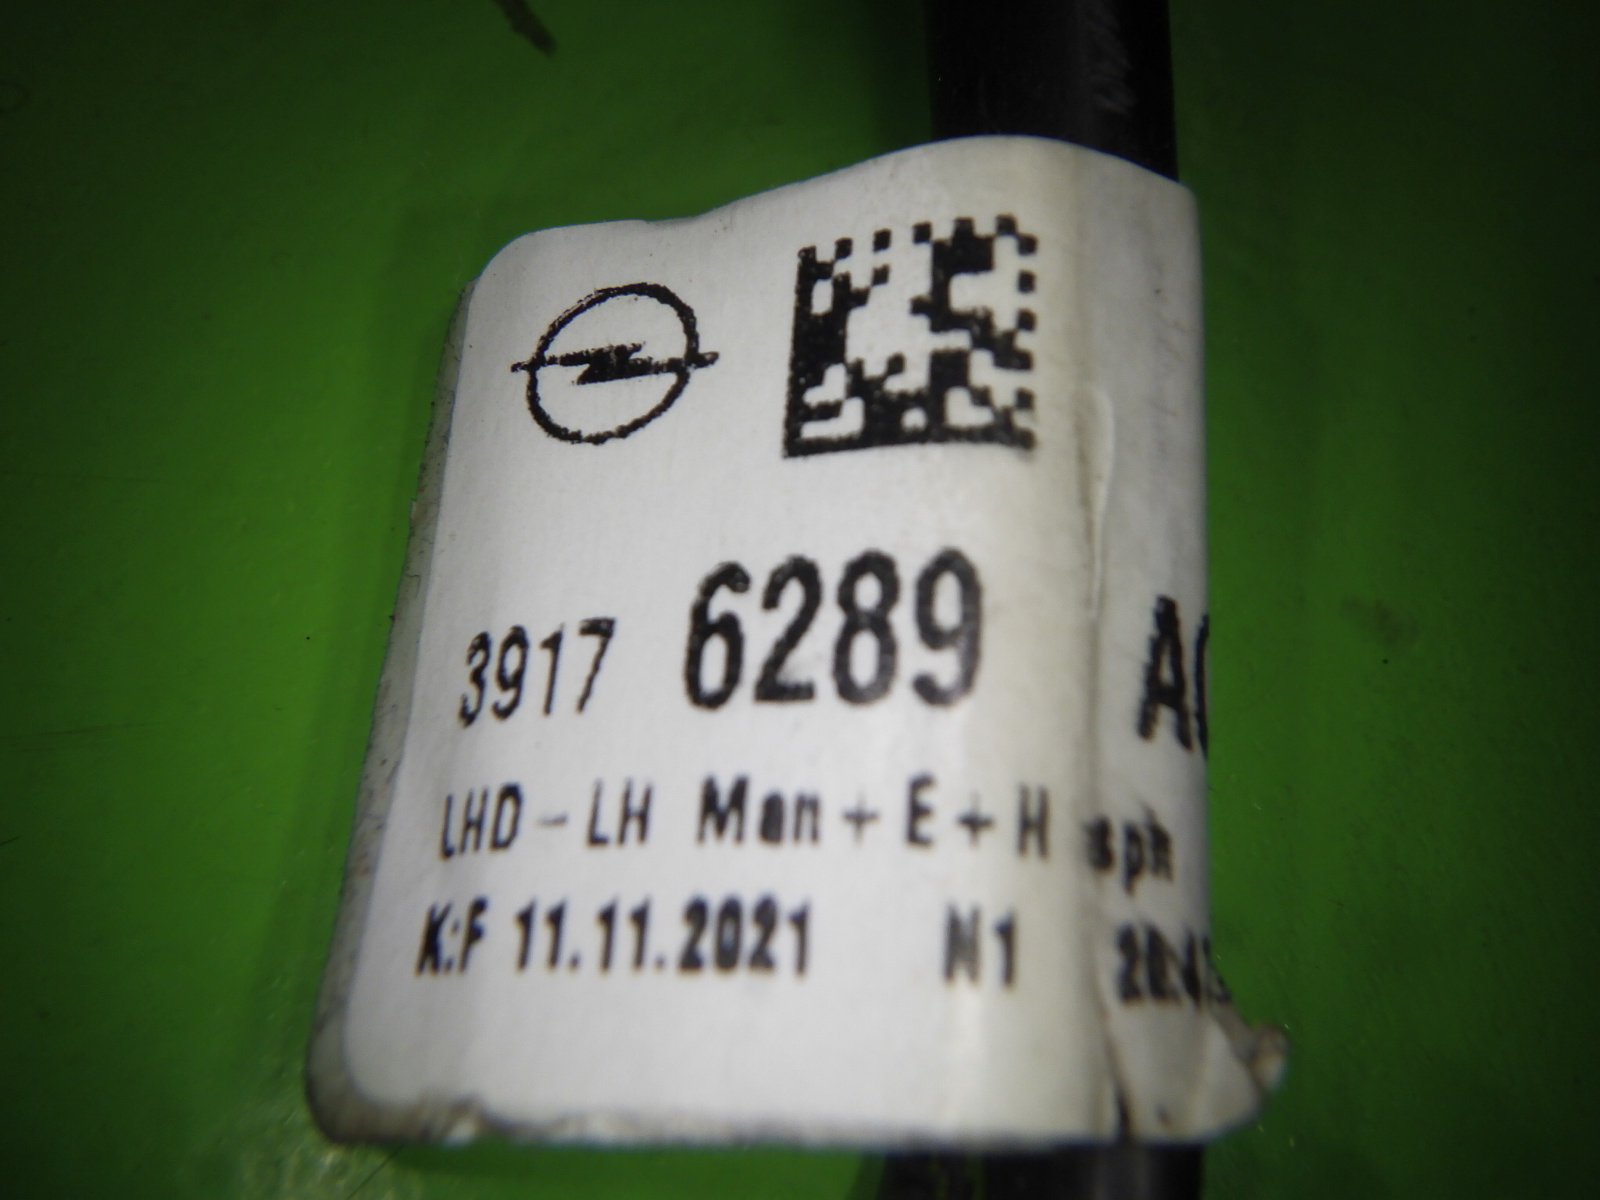 3917 6289
LHD - LH Man + E + H
K:F 11.11.2021 N1